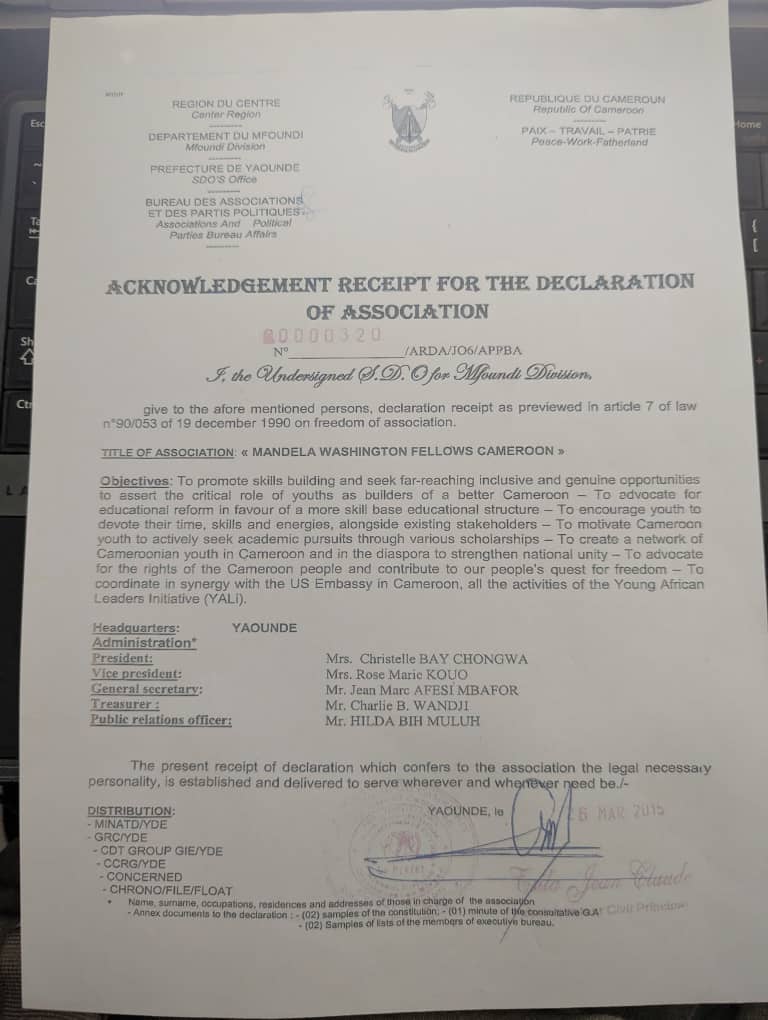 REGION DU CENTRE
Center Region
----------
DEPARTEMENT DU MFOUNDI
Mfoundi Division
----------
PREFECTURE DE YAOUNDE
SDO'S Office
----------
BUREAU DES ASSOCIATIONS
ET DES PARTIS POLITIQUES
Associations And Political
Parties Bureau Affairs
----------
REPUBLIQUE DU CAMEROUN
Republic Of Cameroon
----------
PAIX – TRAVAIL – PATRIE
Peace-Work-Fatherland
ACKNOWLEDGEMENT RECEIPT FOR THE DECLARATION
OF ASSOCIATION
00000320
N°_______________/ARDA/JO6/APPBA
I, the Undersigned S.D.O for Mfoundi Division,
give to the afore mentioned persons, declaration receipt as previewed in article 7 of law
n°90/053 of 19 december 1990 on freedom of association.
TITLE OF ASSOCIATION: « MANDELA WASHINGTON FELLOWS CAMEROON »
Objectives: To promote skills building and seek far-reaching inclusive and genuine opportunities
to assert the critical role of youths as builders of a better Cameroon – To advocate for
educational reform in favour of a more skill base educational structure – To encourage youth to
devote their time, skills and energies, alongside existing stakeholders – To motivate Cameroon
youth to actively seek academic pursuits through various scholarships – To create a network of
Cameroonian youth in Cameroon and in the diaspora to strengthen national unity – To advocate
for the rights of the Cameroon people and contribute to our people's quest for freedom – To
coordinate in synergy with the US Embassy in Cameroon, all the activities of the Young African
Leaders Initiative (YALI).
Headquarters: YAOUNDE
Administration*
President: Mrs. Christelle BAY CHONGWA
Vice president: Mrs. Rose Marie KOUO
General secretary: Mr. Jean Marc AFESI MBAFOR
Treasurer : Mr. Charlie B. WANDJI
Public relations officer: Mr. HILDA BIH MULUH
The present receipt of declaration which confers to the association the legal necessary
personality, is established and delivered to serve wherever and whenever need be./-
DISTRIBUTION:
- MINATD/YDE
- GRC/YDE
- CDT GROUP GIE/YDE
- CCRG/YDE
- CONCERNED
- CHRONO/FILE/FLOAT
YAOUNDE, le
6 MAR 2015
Jean Claude
Civil Principal
* Name, surname, occupations, residences and addresses of those in charge of the association
- Annex documents to the declaration : - (02) samples of the constitution; - (01) minute of the consultative G.A
- (02) Samples of lists of the members of executive bureau.
Esc
Home